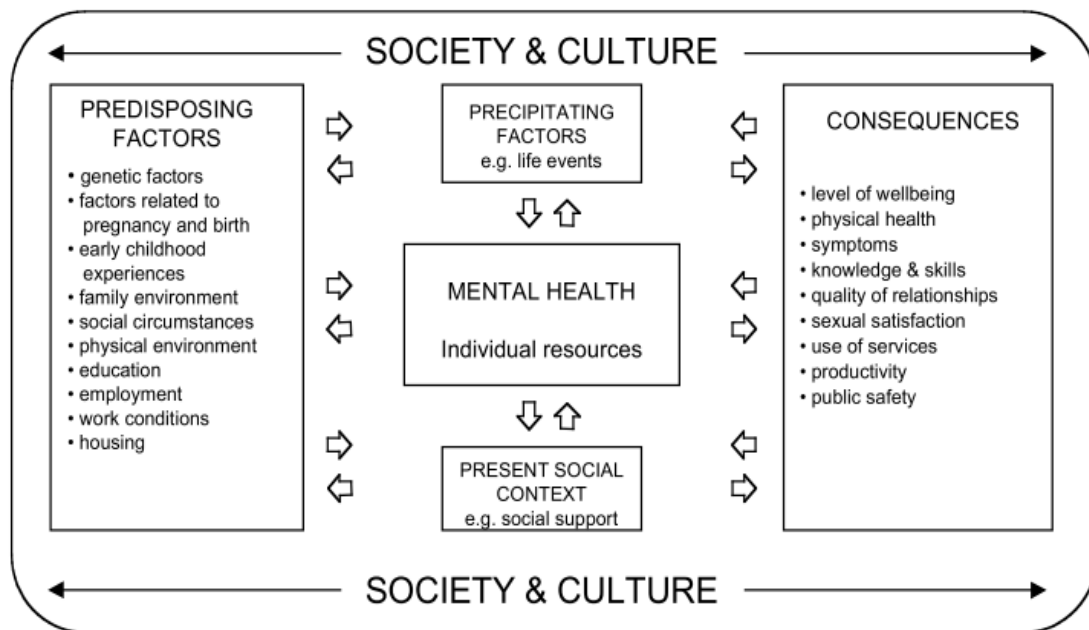 SOCIETY & CULTURE
PREDISPOSING
FACTORS
• genetic factors
• factors related to
pregnancy and birth
• early childhood
experiences
• family environment
• social circumstances
• physical environment
• education
• employment
• work conditions
• housing
PRECIPITATING
FACTORS
e.g. life events
MENTAL HEALTH
Individual resources
PRESENT SOCIAL
CONTEXT
e.g. social support
CONSEQUENCES
• level of wellbeing
• physical health
• symptoms
• knowledge & skills
• quality of relationships
• sexual satisfaction
• use of services
• productivity
• public safety
SOCIETY & CULTURE